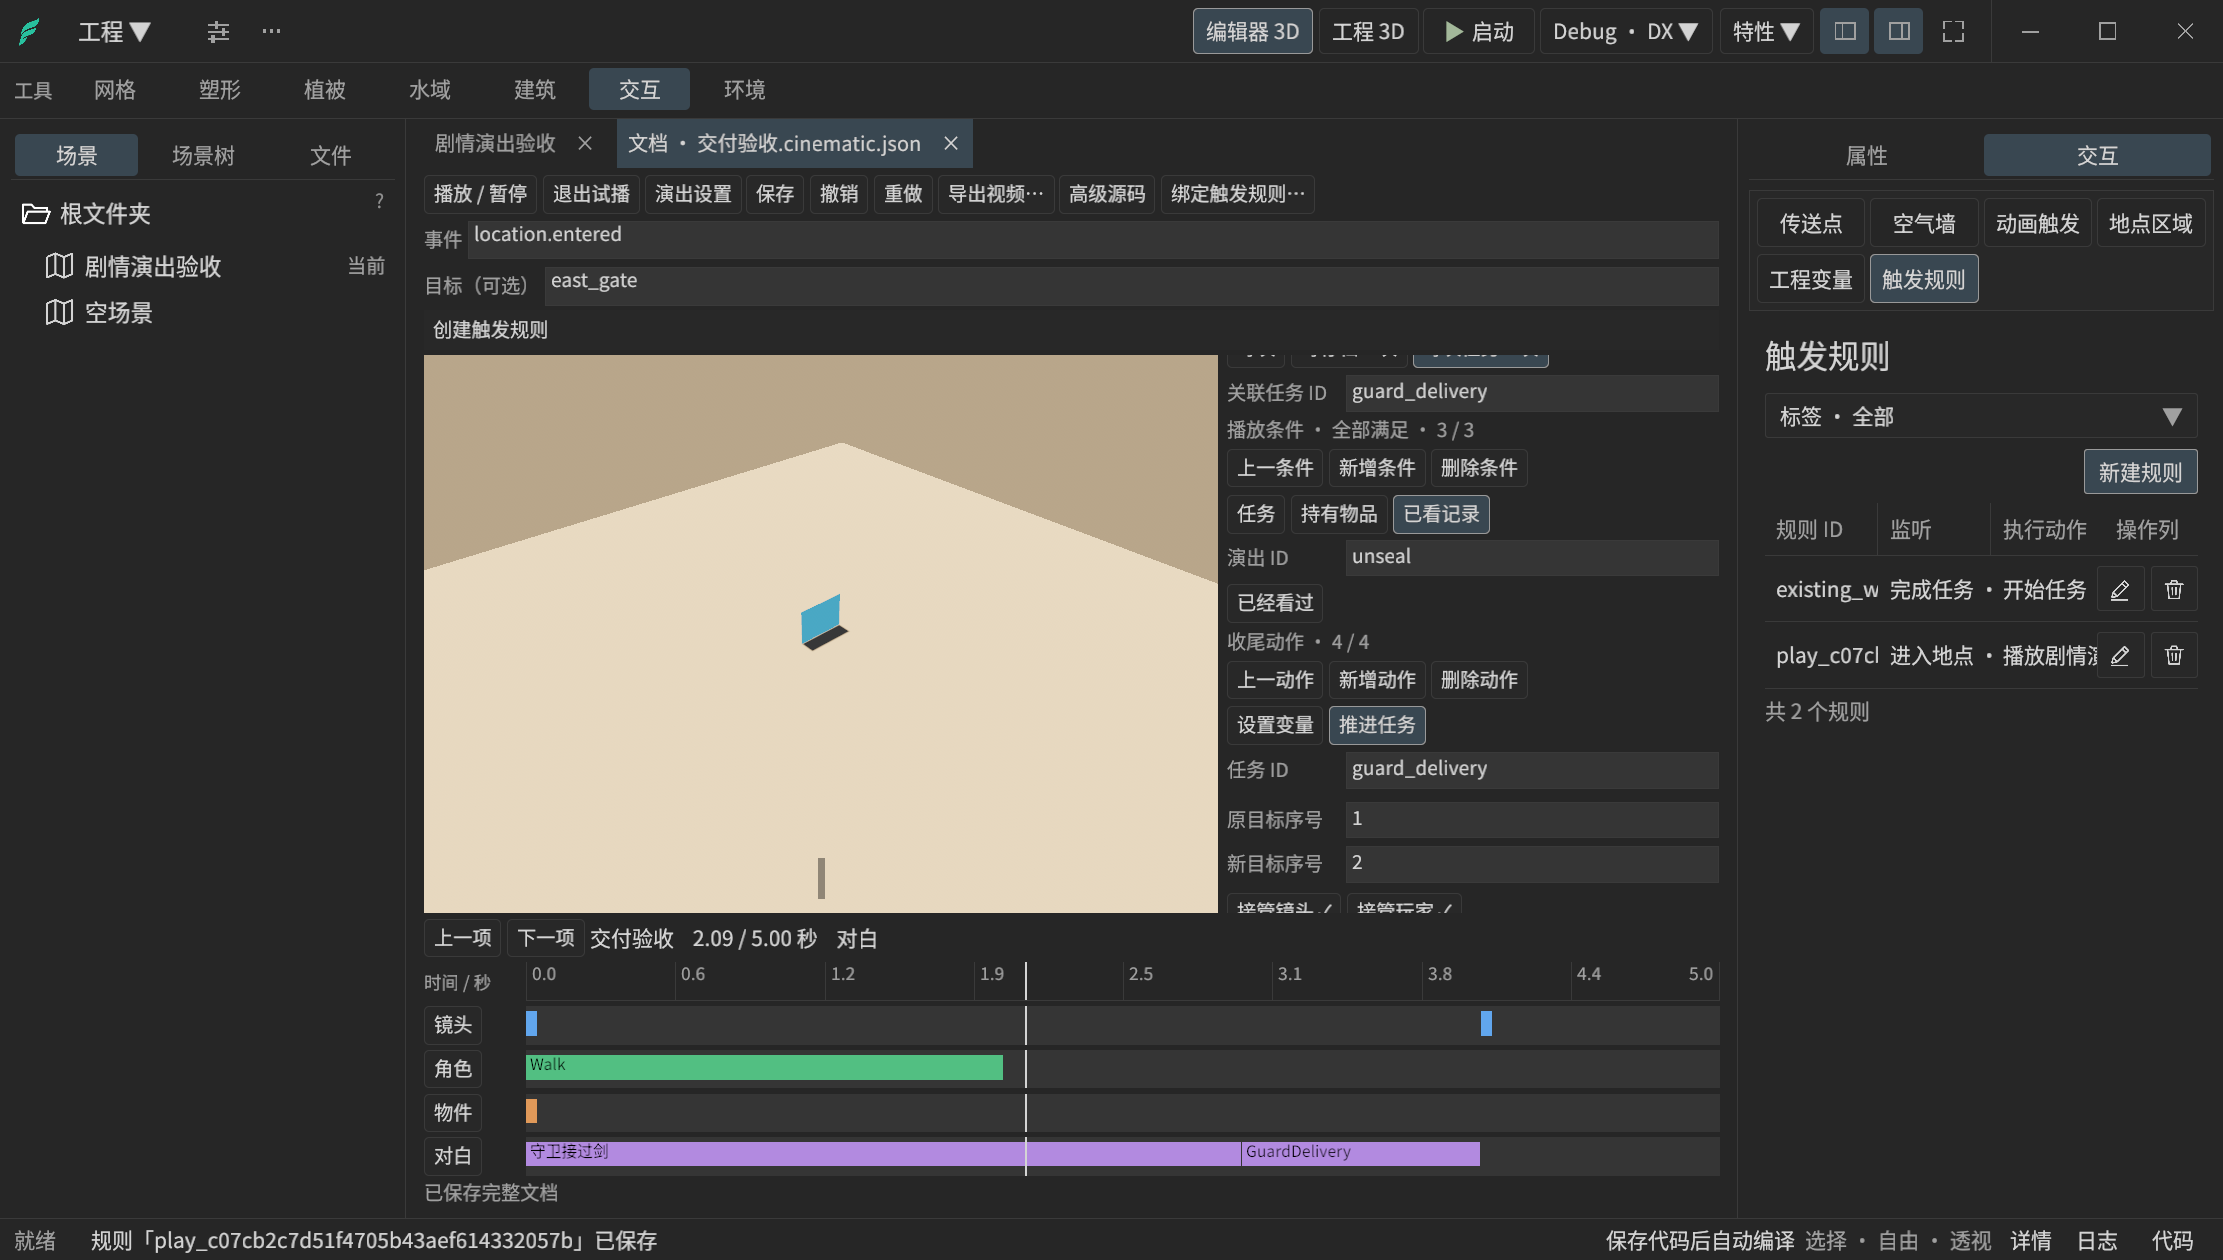 工程 ▼
编辑器 3D
工程 3D
启动
Debug · DX ▼
特性 ▼
工具
网格
塑形
植被
水域
建筑
交互
环境
场景
场景树
文件
?
根文件夹
剧情演出验收
当前
空场景
剧情演出验收
文档 · 交付验收.cinematic.json
播放 / 暂停
退出试播
演出设置
保存
撤销
重做
导出视频…
高级源码
绑定触发规则…
事件
location.entered
目标（可选）
east_gate
创建触发规则
关联任务 ID
guard_delivery
播放条件 · 全部满足 · 3 / 3
上一条件
新增条件
删除条件
任务
持有物品
已看记录
演出 ID
unseal
已经看过
收尾动作 · 4 / 4
上一动作
新增动作
删除动作
设置变量
推进任务
任务 ID
guard_delivery
原目标序号
1
新目标序号
2
接管镜头 ✓
接管玩家 ✓
上一项
下一项
交付验收
2.09 / 5.00 秒
对白
时间 / 秒
0.0
0.6
1.2
1.9
2.5
3.1
3.8
4.4
5.0
镜头
角色
Walk
物件
对白
守卫接过剑
GuardDelivery
已保存完整文档
属性
交互
传送点
空气墙
动画触发
地点区域
工程变量
触发规则
触发规则
标签 · 全部
新建规则
规则 ID
监听
执行动作
操作列
existing_w
完成任务 · 开始任务
play_c07cl
进入地点 · 播放剧情演
共 2 个规则
就绪
规则「play_c07cb2c7d51f4705b43aef614332057b」已保存
保存代码后自动编译
选择 · 自由 · 透视
详情
日志
代码